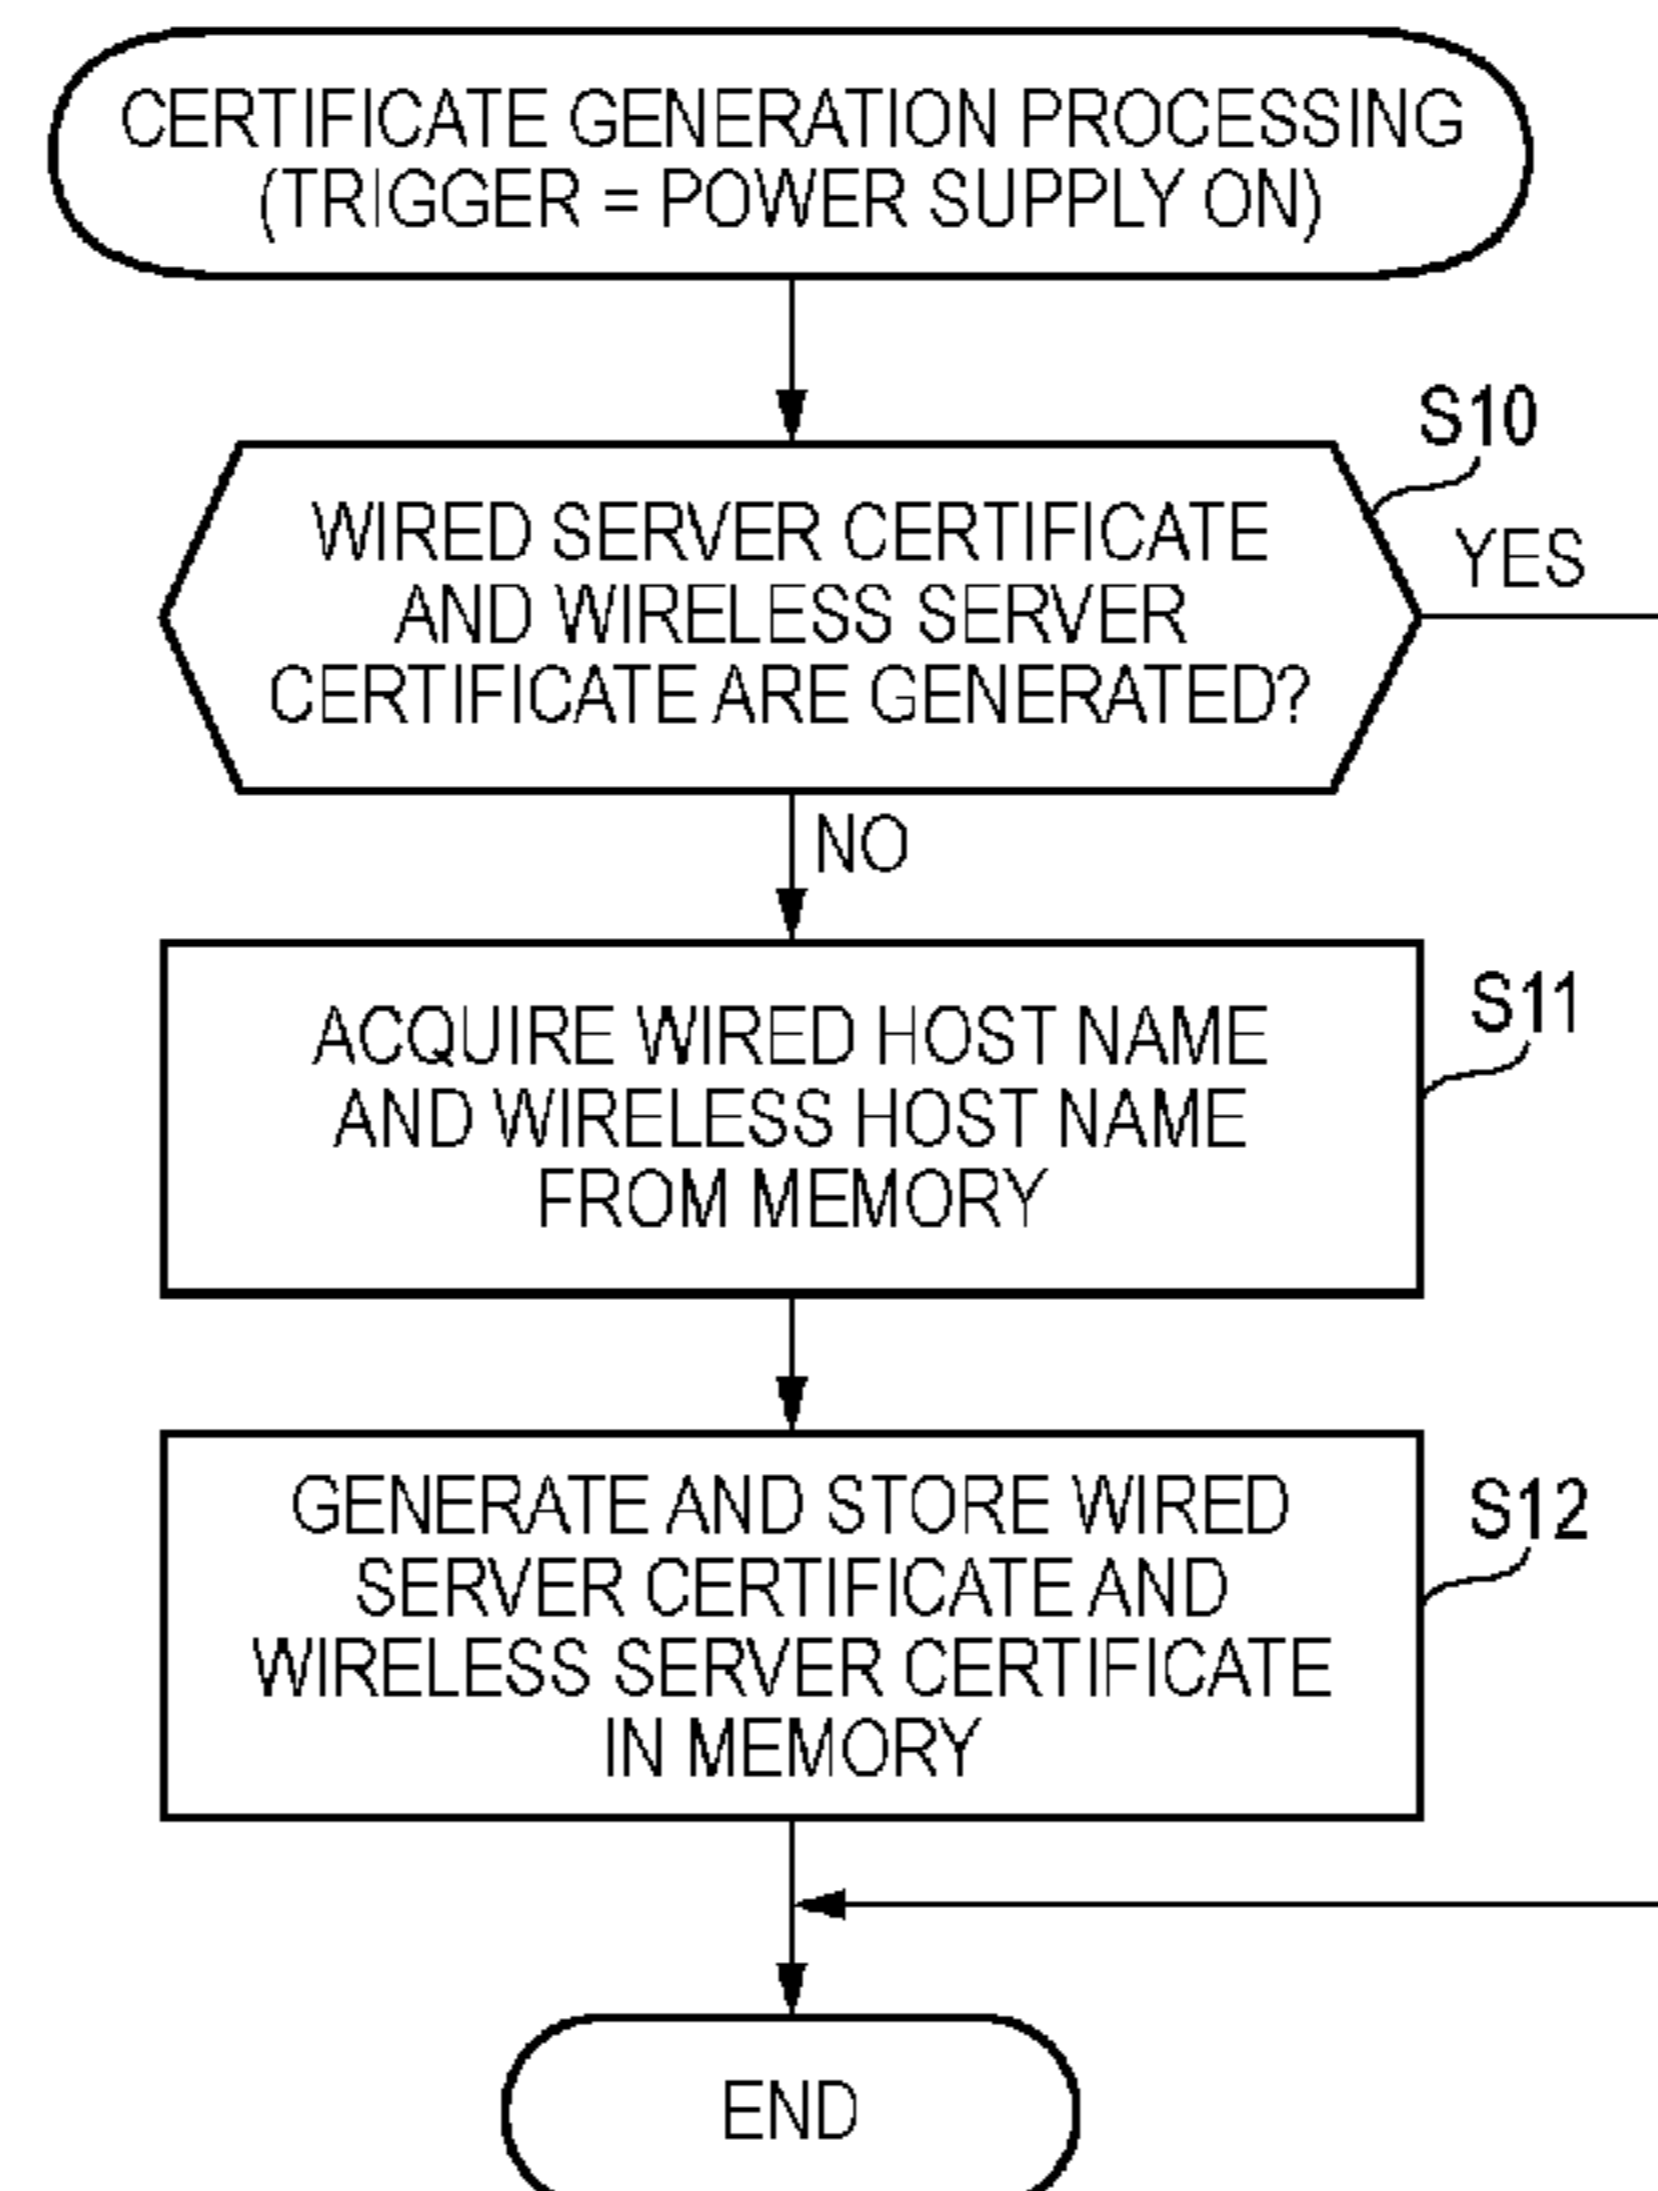 CERTIFICATE GENERATION PROCESSING
(TRIGGER = POWER SUPPLY ON)
S10
WIRED SERVER CERTIFICATE
AND WIRELESS SERVER
CERTIFICATE ARE GENERATED?
YES
NO
S11
ACQUIRE WIRED HOST NAME
AND WIRELESS HOST NAME
FROM MEMORY
S12
GENERATE AND STORE WIRED
SERVER CERTIFICATE AND
WIRELESS SERVER CERTIFICATE
IN MEMORY
END